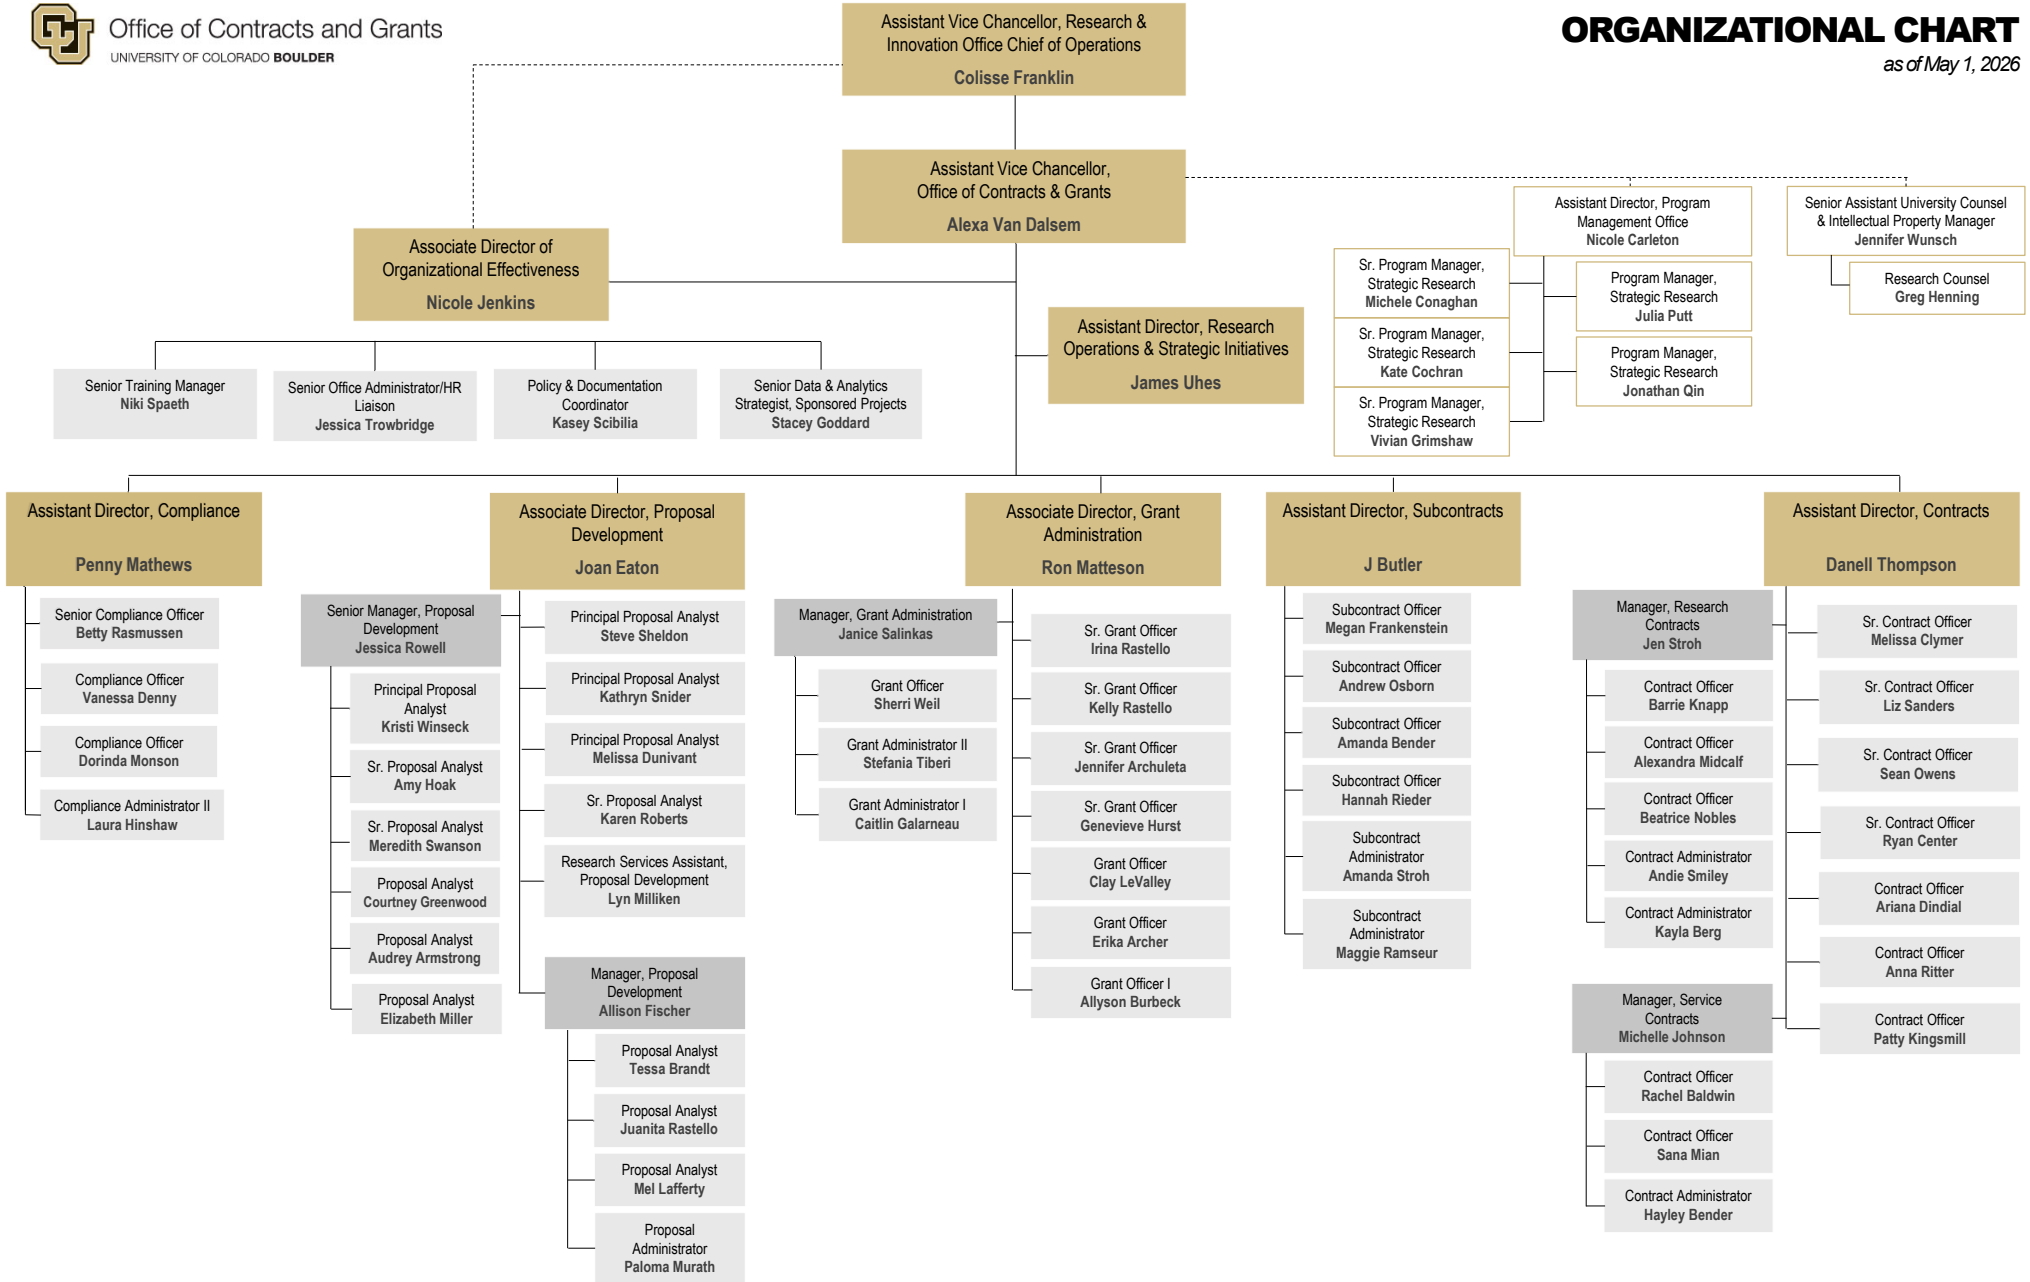 Office of Contracts and Grants
UNIVERSITY OF COLORADO BOULDER
ORGANIZATIONAL CHART
as of May 1, 2026
Assistant Vice Chancellor, Research &
Innovation Office Chief of Operations
Colisse Franklin
Assistant Vice Chancellor,
Office of Contracts & Grants
Alexa Van Dalsem
Associate Director of
Organizational Effectiveness
Nicole Jenkins
Senior Training Manager
Niki Spaeth
Senior Office Administrator/HR
Liaison
Jessica Trowbridge
Policy & Documentation
Coordinator
Kasey Scibilia
Senior Data & Analytics
Strategist, Sponsored Projects
Stacey Goddard
Assistant Director, Research
Operations & Strategic Initiatives
James Uhes
Assistant Director, Program
Management Office
Nicole Carleton
Sr. Program Manager,
Strategic Research
Michele Conaghan
Sr. Program Manager,
Strategic Research
Kate Cochran
Sr. Program Manager,
Strategic Research
Vivian Grimshaw
Program Manager,
Strategic Research
Julia Putt
Program Manager,
Strategic Research
Jonathan Qin
Senior Assistant University Counsel
& Intellectual Property Manager
Jennifer Wunsch
Research Counsel
Greg Henning
Assistant Director, Compliance
Penny Mathews
Senior Compliance Officer
Betty Rasmussen
Compliance Officer
Vanessa Denny
Compliance Officer
Dorinda Monson
Compliance Administrator II
Laura Hinshaw
Associate Director, Proposal
Development
Joan Eaton
Senior Manager, Proposal
Development
Jessica Rowell
Principal Proposal
Analyst
Kristi Winseck
Sr. Proposal Analyst
Amy Hoak
Sr. Proposal Analyst
Meredith Swanson
Proposal Analyst
Courtney Greenwood
Proposal Analyst
Audrey Armstrong
Proposal Analyst
Elizabeth Miller
Principal Proposal Analyst
Steve Sheldon
Principal Proposal Analyst
Kathryn Snider
Principal Proposal Analyst
Melissa Dunivant
Sr. Proposal Analyst
Karen Roberts
Research Services Assistant,
Proposal Development
Lyn Milliken
Manager, Proposal
Development
Allison Fischer
Proposal Analyst
Tessa Brandt
Proposal Analyst
Juanita Rastello
Proposal Analyst
Mel Lafferty
Proposal
Administrator
Paloma Murath
Associate Director, Grant
Administration
Ron Matteson
Manager, Grant Administration
Janice Salinkas
Grant Officer
Sherri Weil
Grant Administrator II
Stefania Tiberi
Grant Administrator I
Caitlin Galarneau
Sr. Grant Officer
Irina Rastello
Sr. Grant Officer
Kelly Rastello
Sr. Grant Officer
Jennifer Archuleta
Sr. Grant Officer
Genevieve Hurst
Grant Officer
Clay LeValley
Grant Officer
Erika Archer
Grant Officer I
Allyson Burbeck
Assistant Director, Subcontracts
J Butler
Subcontract Officer
Megan Frankenstein
Subcontract Officer
Andrew Osborn
Subcontract Officer
Amanda Bender
Subcontract Officer
Hannah Rieder
Subcontract
Administrator
Amanda Stroh
Subcontract
Administrator
Maggie Ramseur
Assistant Director, Contracts
Danell Thompson
Manager, Research
Contracts
Jen Stroh
Contract Officer
Barrie Knapp
Contract Officer
Alexandra Midcalf
Contract Officer
Beatrice Nobles
Contract Administrator
Andie Smiley
Contract Administrator
Kayla Berg
Manager, Service
Contracts
Michelle Johnson
Contract Officer
Rachel Baldwin
Contract Officer
Sana Mian
Contract Administrator
Hayley Bender
Sr. Contract Officer
Melissa Clymer
Sr. Contract Officer
Liz Sanders
Sr. Contract Officer
Sean Owens
Sr. Contract Officer
Ryan Center
Contract Officer
Ariana Dindial
Contract Officer
Anna Ritter
Contract Officer
Patty Kingsmill